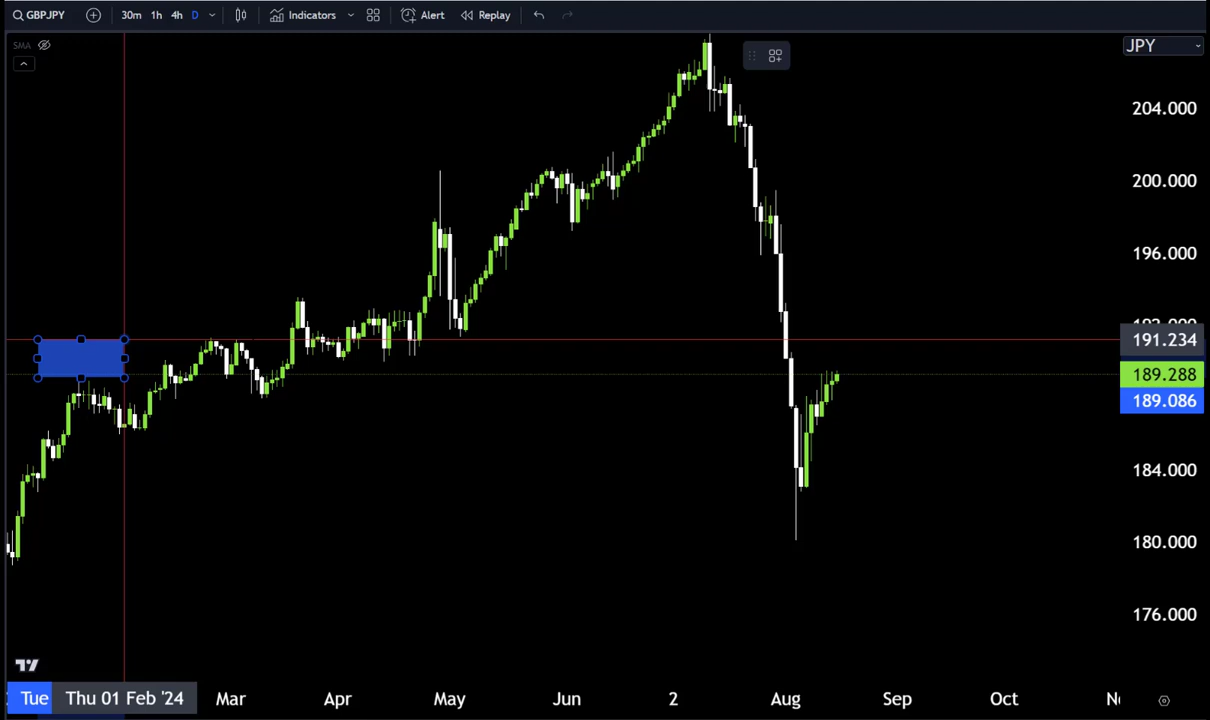 GBPJPY 30m 1h 4h D Indicators Alert Replay
SMA
JPY
204.000
200.000
196.000
191.234
189.288
189.086
184.000
180.000
176.000
Tue Thu 01 Feb '24 Mar Apr May Jun 2 Aug Sep Oct